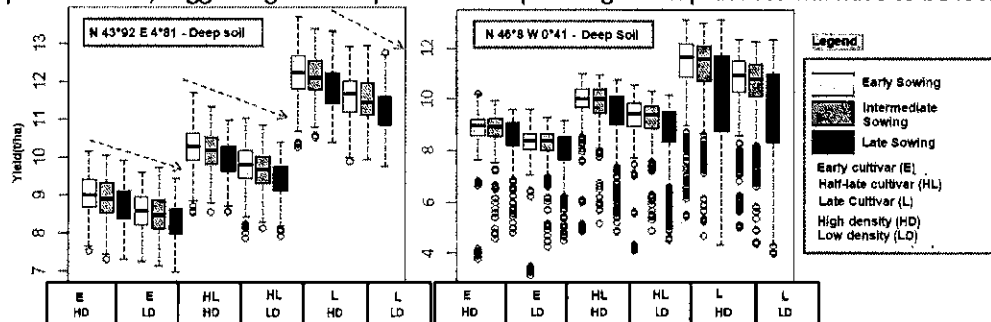 N 43°92 E 4°81 - Deep soil
N 46°8 W 0°41 - Deep Soil
Yield(t/ha)
13
12
11
10
9
8
7
12
10
8
6
4
E HD
E LD
HL HD
HL LD
L HD
L LD
E HD
E LD
HL HD
HL LD
L HD
L LD
Legend
Early Sowing
Intermediate Sowing
Late Sowing
Early cultivar (E)
Half-late cultivar (HL)
Late Cultivar (L)
High density (HD)
Low density (LD)